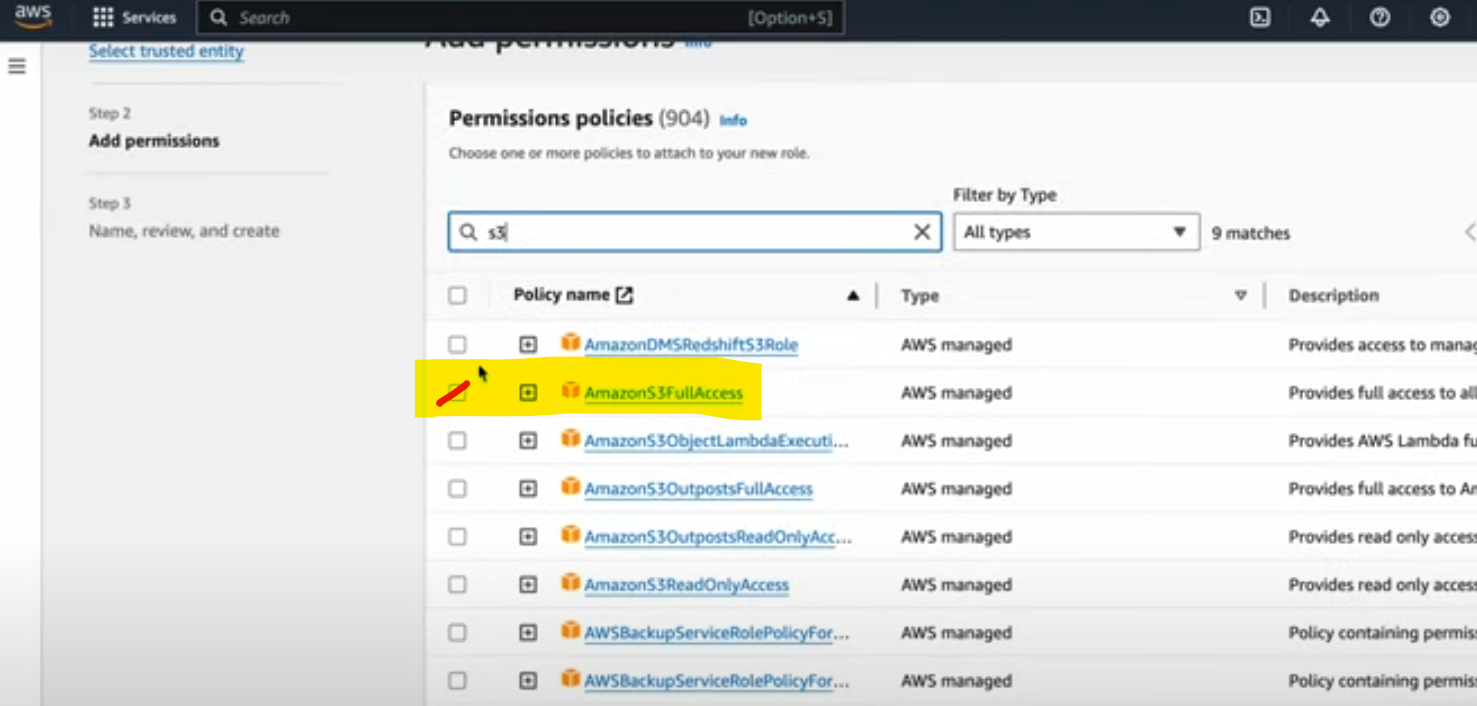 aws
Services
Search
[Option+S]
Select trusted entity
Step 2
Add permissions
Step 3
Name, review, and create
Add permissions Info
Permissions policies (904) Info
Choose one or more policies to attach to your new role.
Filter by Type
s3
All types
9 matches
Policy name
Type
Description
AmazonDMSRedshiftS3Role AWS managed Provides access to manag
AmazonS3FullAccess AWS managed Provides full access to all
AmazonS3ObjectLambdaExecuti... AWS managed Provides AWS Lambda fu
AmazonS3OutpostsFullAccess AWS managed Provides full access to Am
AmazonS3OutpostsReadOnlyAcc... AWS managed Provides read only access
AmazonS3ReadOnlyAccess AWS managed Provides read only access
AWSBackupServiceRolePolicyFor... AWS managed Policy containing permiss
AWSBackupServiceRolePolicyFor... AWS managed Policy containing permiss